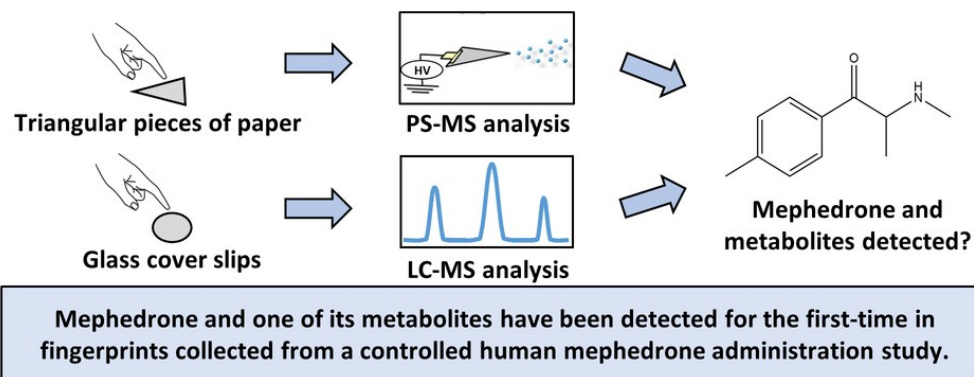 HV
Triangular pieces of paper
PS-MS analysis
O
H
N
Glass cover slips
LC-MS analysis
Mephedrone and
metabolites detected?
Mephedrone and one of its metabolites have been detected for the first-time in
fingerprints collected from a controlled human mephedrone administration study.